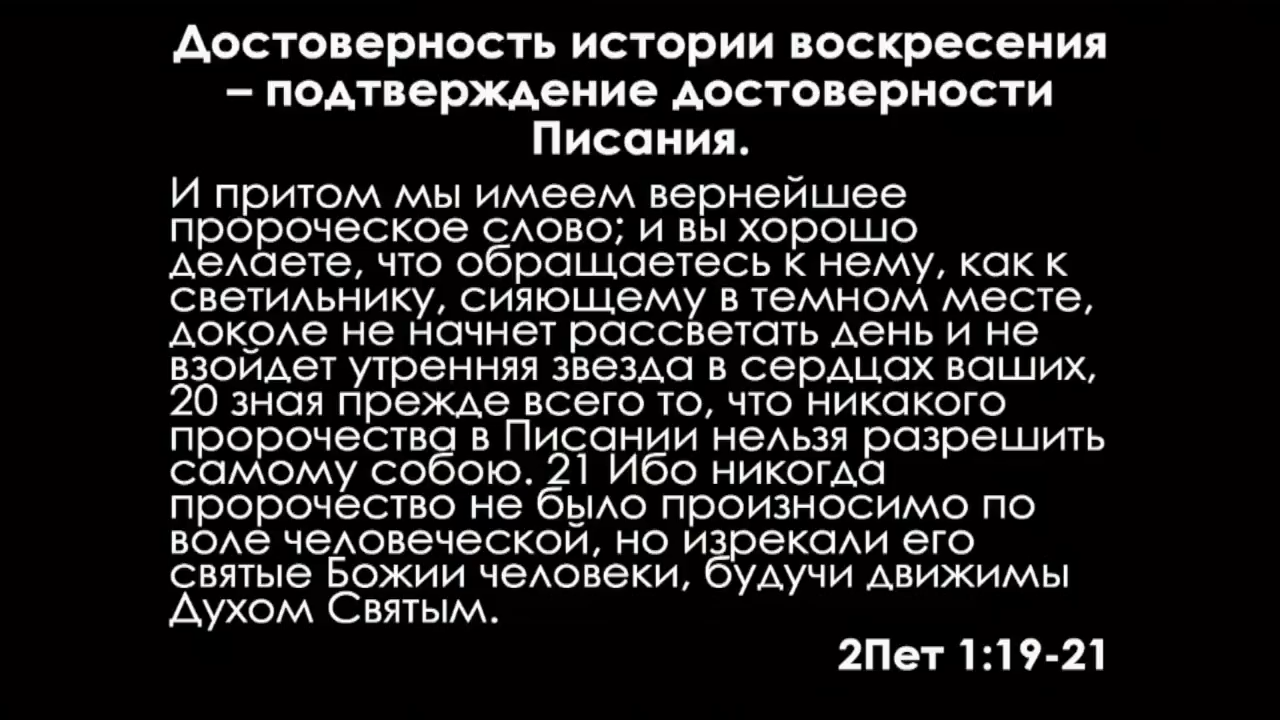 Достоверность истории воскресения
– подтверждение достоверности
Писания.
И притом мы имеем вернейшее
пророческое слово; и вы хорошо
делаете, что обращаетесь к нему, как к
светильнику, сияющему в темном месте,
доколе не начнет рассветать день и не
взойдет утренняя звезда в сердцах ваших,
20 зная прежде всего то, что никакого
пророчества в Писании нельзя разрешить
самому собою. 21 Ибо никогда
пророчество не было произносимо по
воле человеческой, но изрекали его
святые Божии человеки, будучи движимы
Духом Святым.
2Пет 1:19-21